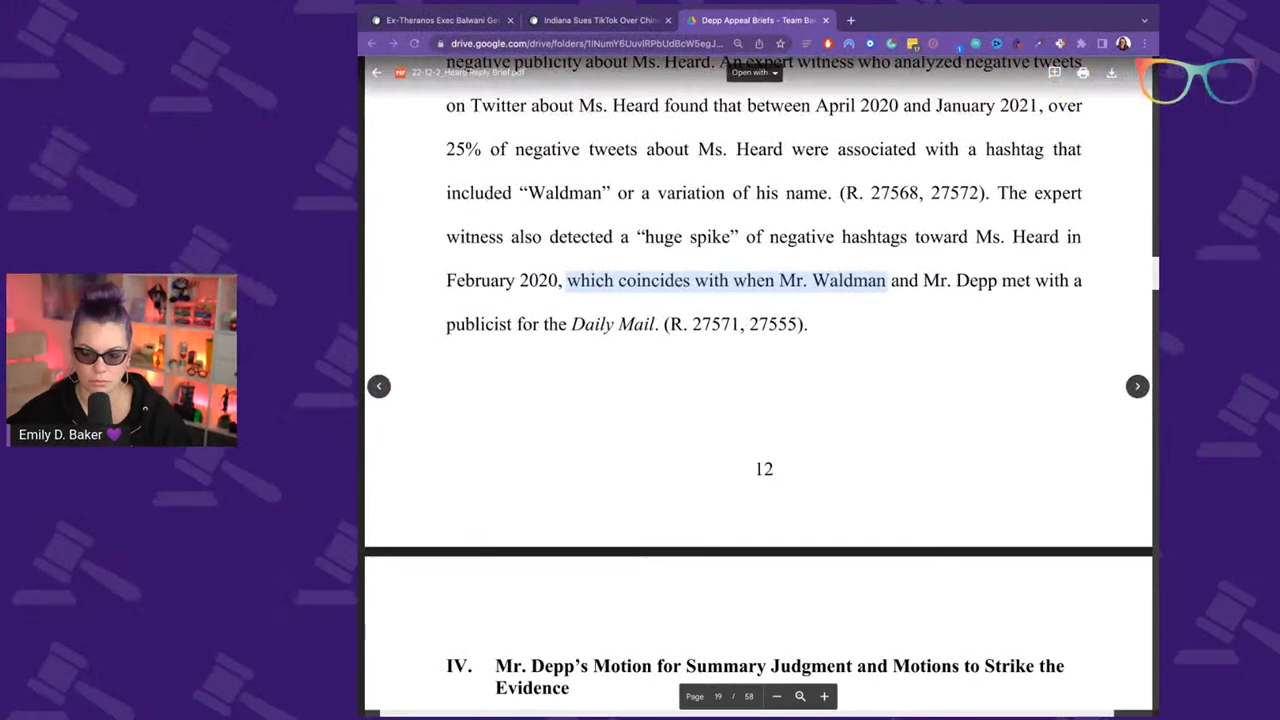 Ex-Theranos Exec Balwani Get
Indiana Sues TikTok Over Chin
Depp Appeal Briefs - Team Ba
drive.google.com/drive/folders/1lNumY6UuvlRPbUdBcW5egJ...
negative publicity about Ms. Heard. An expert witness who analyzed negative tweets
22-12-2_Heard Reply Brief.pdf
Open with
on Twitter about Ms. Heard found that between April 2020 and January 2021, over
25% of negative tweets about Ms. Heard were associated with a hashtag that
included “Waldman” or a variation of his name. (R. 27568, 27572). The expert
witness also detected a “huge spike” of negative hashtags toward Ms. Heard in
February 2020, which coincides with when Mr. Waldman and Mr. Depp met with a
publicist for the Daily Mail. (R. 27571, 27555).
Emily D. Baker 💜
12
IV. Mr. Depp’s Motion for Summary Judgment and Motions to Strike the
Evidence
Page 19 / 58